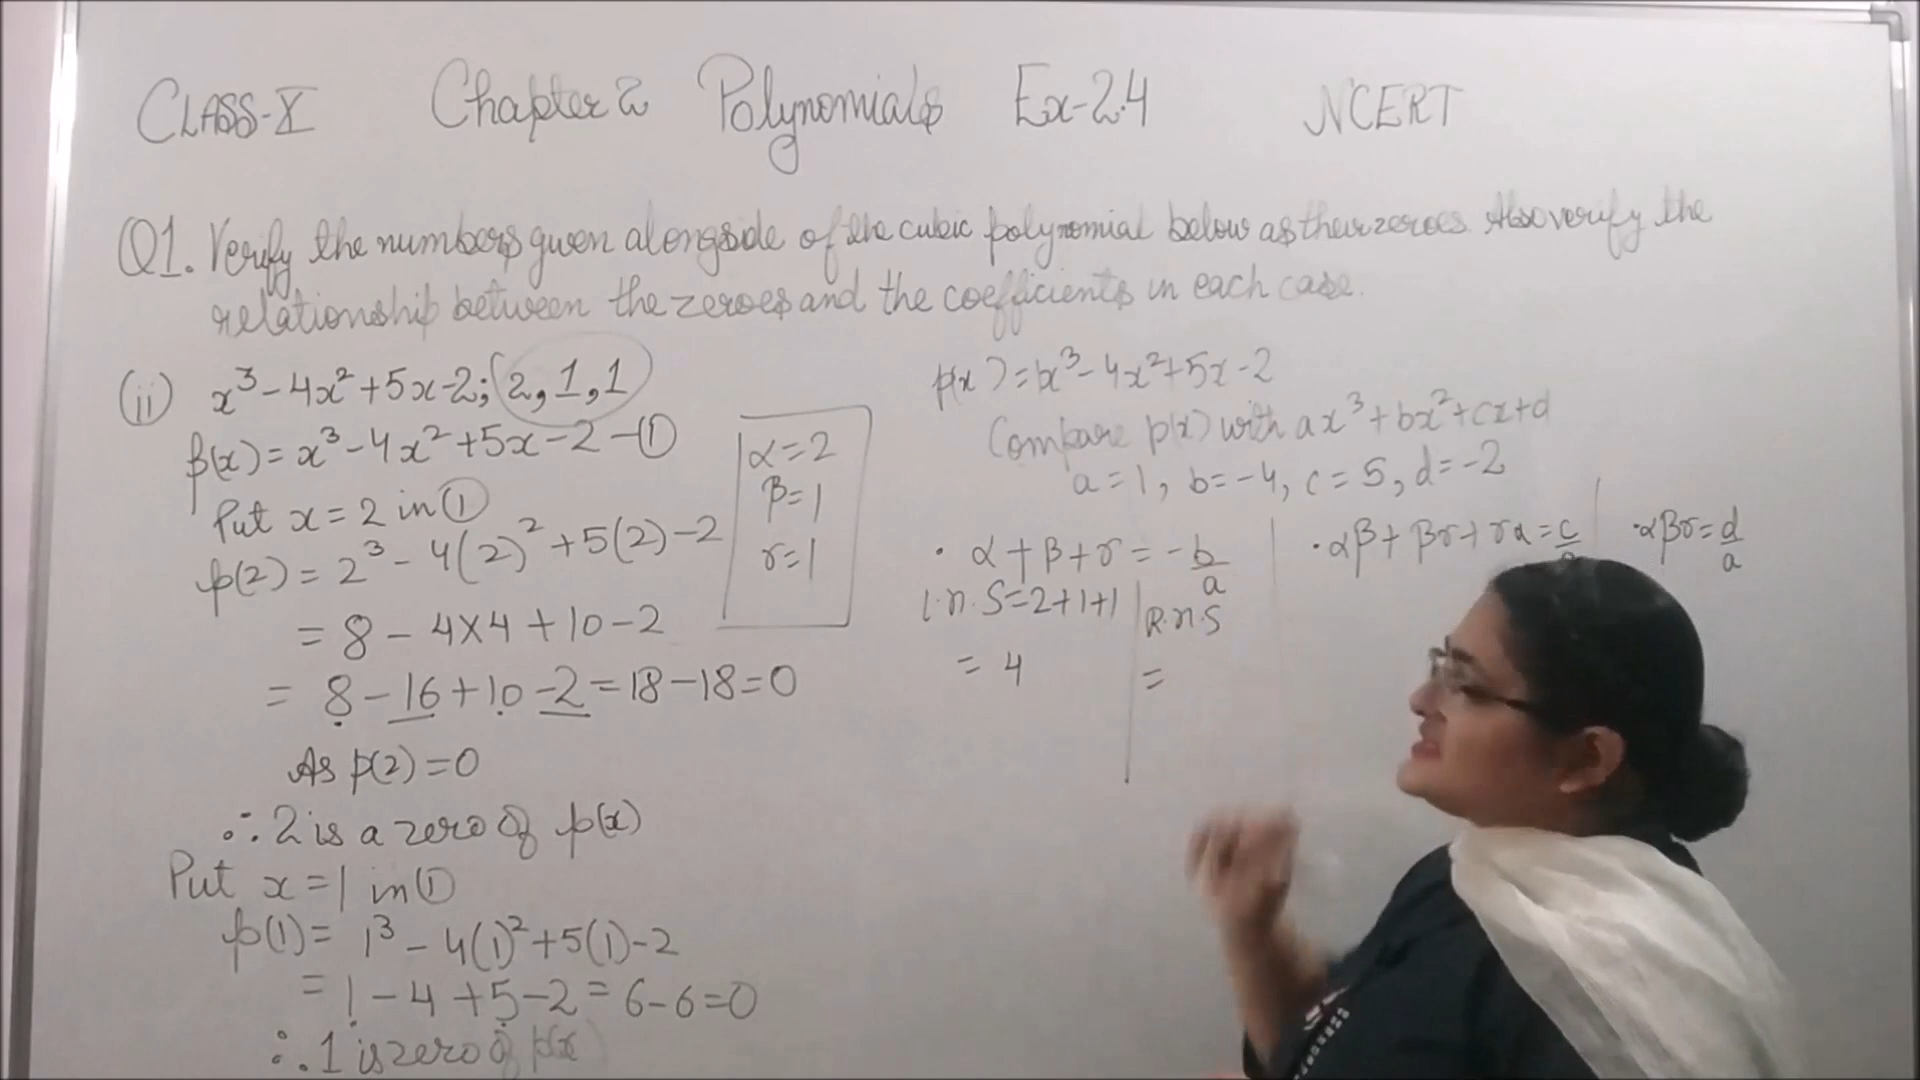 CLASS-X Chapter 2 Polynomials Ex-2.4 NCERT
Q1. Verify the numbers given alongside of the cubic polynomial below as their zeroes. Also verify the
relationship between the zeroes and the coefficients in each case.
(ii) x³-4x²+5x-2; (2,1,1)
p(x)=x³-4x²+5x-2-①
Put x=2 in ①
p(2)=2³-4(2)²+5(2)-2
=8-4×4+10-2
=8-16+10-2=18-18=0
As p(2)=0
∴ 2 is a zero of p(x)
Put x=1 in ①
p(1)=1³-4(1)²+5(1)-2
=1-4+5-2=6-6=0
∴ 1 is zero of p(x)
α=2
β=1
r=1
p(x)=x³-4x²+5x-2
Compare p(x) with ax³+bx²+cx+d
a=1, b=-4, c=5, d=-2
· α+β+r=-b/a
L.H.S=2+1+1
=4
R.H.S
=
· αβ+βr+rα=c/
· αβr=d/a